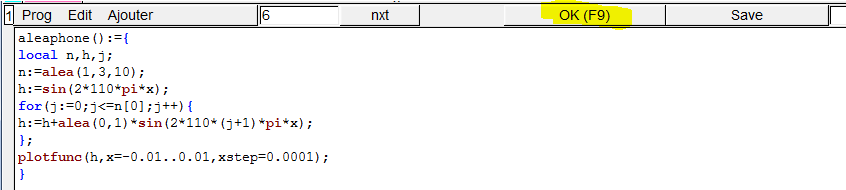 1 Prog Edit Ajouter 6 nxt OK (F9) Save
aleaphone():={
local n,h,j;
n:=alea(1,3,10);
h:=sin(2*110*pi*x);
for(j:=0;j<=n[0];j++){
h:=h+alea(0,1)*sin(2*110*(j+1)*pi*x);
};
plotfunc(h,x=-0.01..0.01,xstep=0.0001);
}